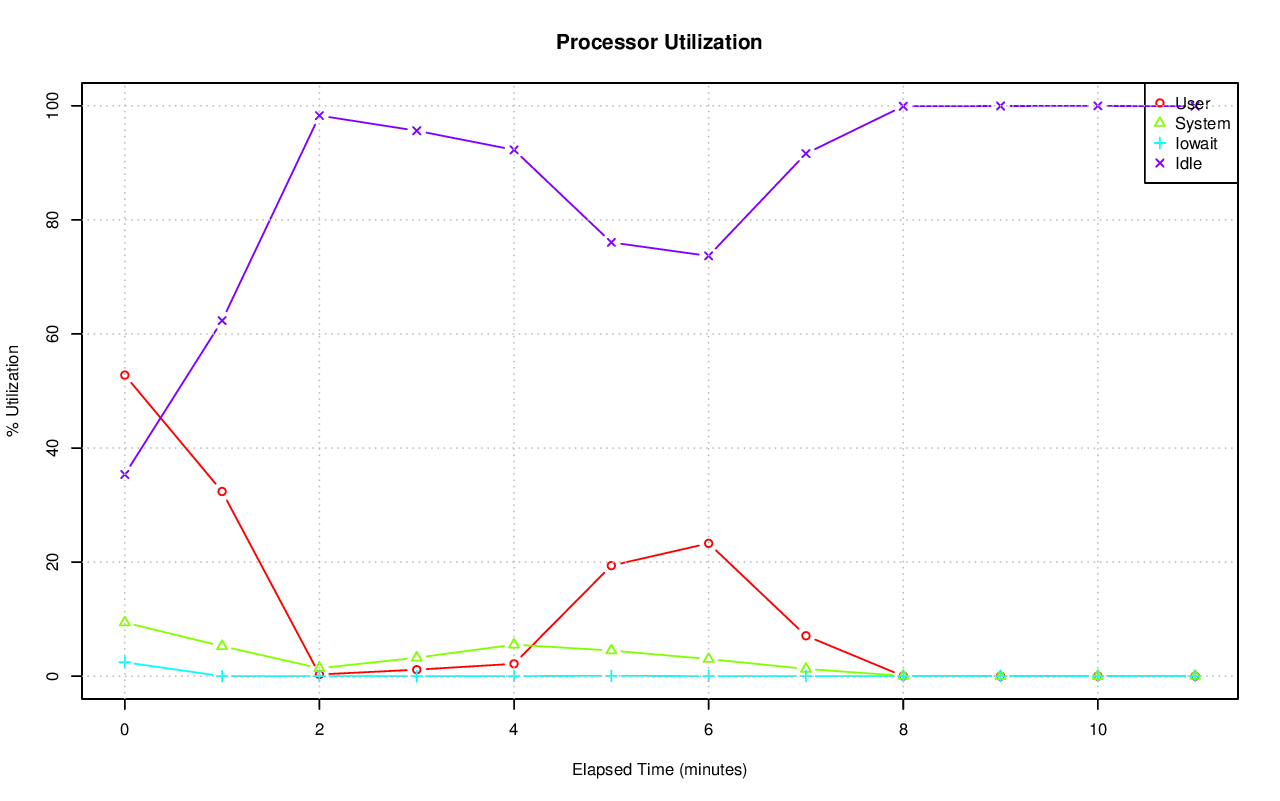 Processor Utilization
% Utilization
100
80
60
40
20
0
User
System
Iowait
Idle
0 2 4 6 8 10
Elapsed Time (minutes)